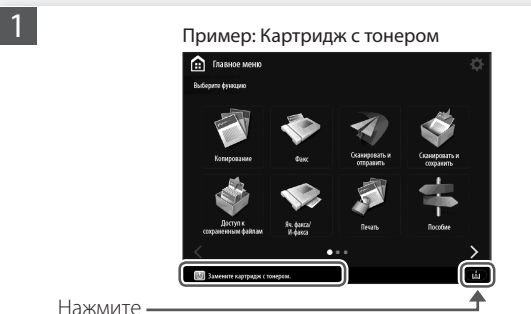 1
Пример: Картридж с тонером
Главное меню
Выберите функцию
Копирование
Факс
Сканировать и
отправить
Сканировать и
сохранить
Доступ к
сохраненным файлам
Яч. факса/
И-факса
Печать
Пособие
[M] Замените картридж с тонером.
Нажмите